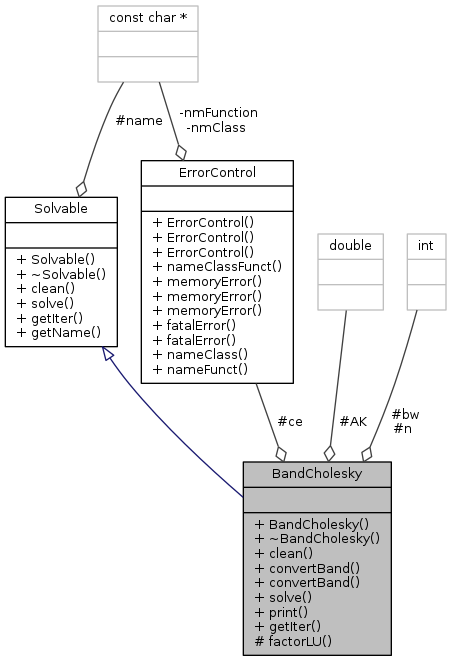 const char *
#name
-nmFunction
-nmClass
ErrorControl
+ ErrorControl()
+ ErrorControl()
+ ErrorControl()
+ nameClassFunct()
+ memoryError()
+ memoryError()
+ memoryError()
+ fatalError()
+ fatalError()
+ nameClass()
+ nameFunct()
Solvable
+ Solvable()
+ ~Solvable()
+ clean()
+ solve()
+ getIter()
+ getName()
double
int
#ce
#AK
#bw
#n
BandCholesky
+ BandCholesky()
+ ~BandCholesky()
+ clean()
+ convertBand()
+ convertBand()
+ solve()
+ print()
+ getIter()
# factorLU()